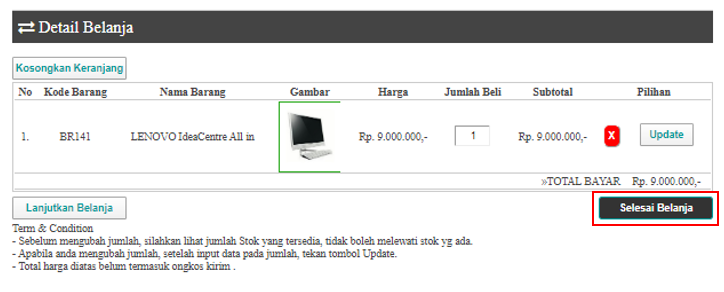 Detail Belanja
Kosongkan Keranjang
No Kode Barang Nama Barang Gambar Harga Jumlah Beli Subtotal Pilihan
1. BR141 LENOVO IdeaCentre All in Rp. 9.000.000,- 1 Rp. 9.000.000,- X Update
»TOTAL BAYAR Rp. 9.000.000,-
Lanjutkan Belanja Selesai Belanja
Term & Condition
- Sebelum mengubah jumlah, silahkan lihat jumlah Stok yang tersedia, tidak boleh melewati stok yg ada.
- Apabila anda mengubah jumlah, setelah input data pada jumlah, tekan tombol Update.
- Total harga diatas belum termasuk ongkos kirim .